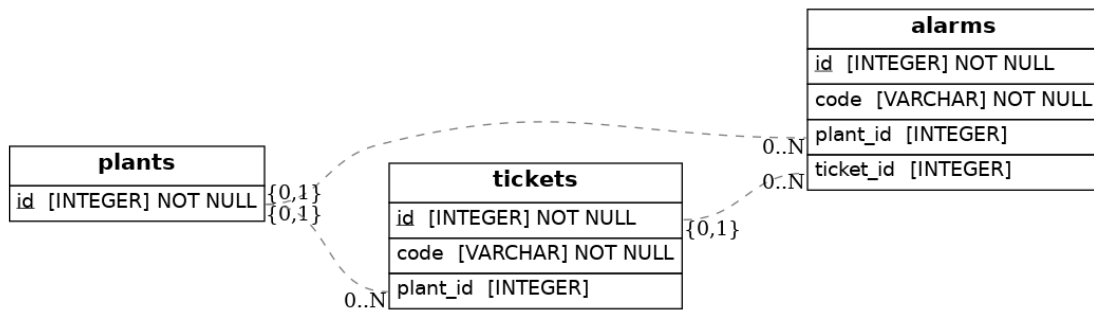 plants
id [INTEGER] NOT NULL
{0,1}
{0,1}
tickets
id [INTEGER] NOT NULL
code [VARCHAR] NOT NULL
plant_id [INTEGER]
0..N
{0,1}
alarms
id [INTEGER] NOT NULL
code [VARCHAR] NOT NULL
plant_id [INTEGER]
ticket_id [INTEGER]
0..N
0..N